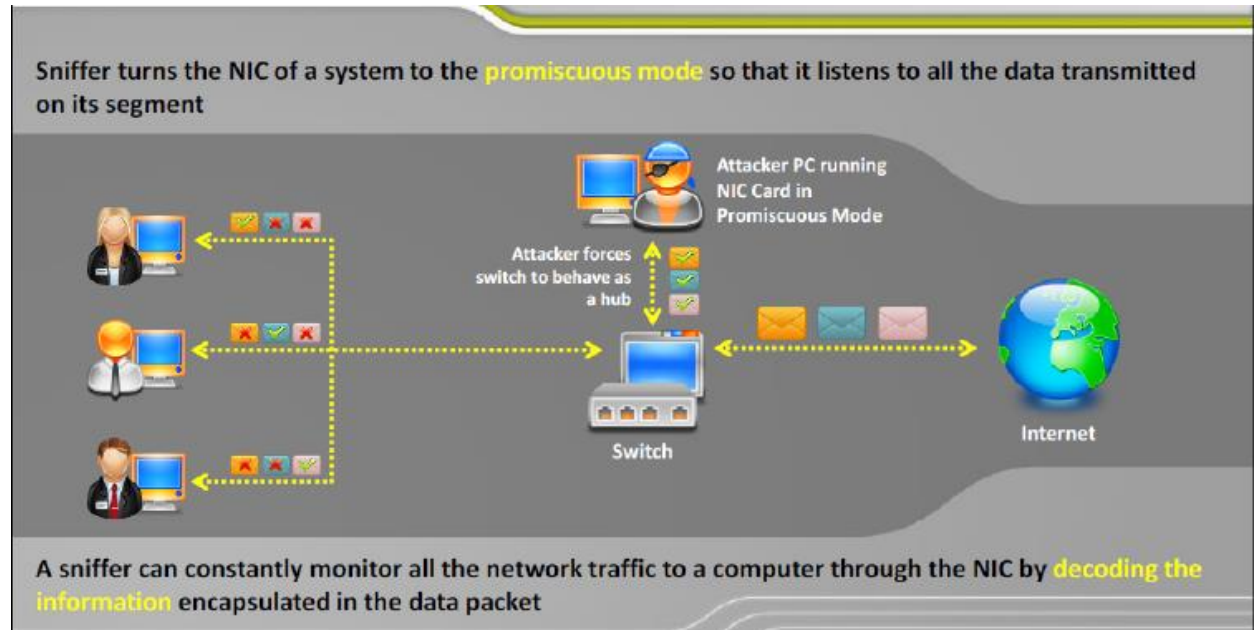 Sniffer turns the NIC of a system to the promiscuous mode so that it listens to all the data transmitted
on its segment
Attacker PC running
NIC Card in
Promiscuous Mode
Attacker forces
switch to behave as
a hub
Switch
Internet
A sniffer can constantly monitor all the network traffic to a computer through the NIC by decoding the
information encapsulated in the data packet